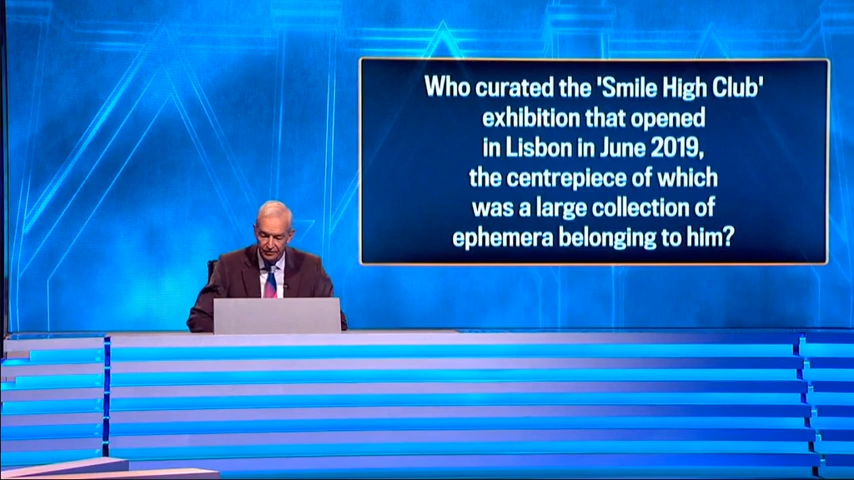 Who curated the 'Smile High Club'
exhibition that opened
in Lisbon in June 2019,
the centrepiece of which
was a large collection of
ephemera belonging to him?